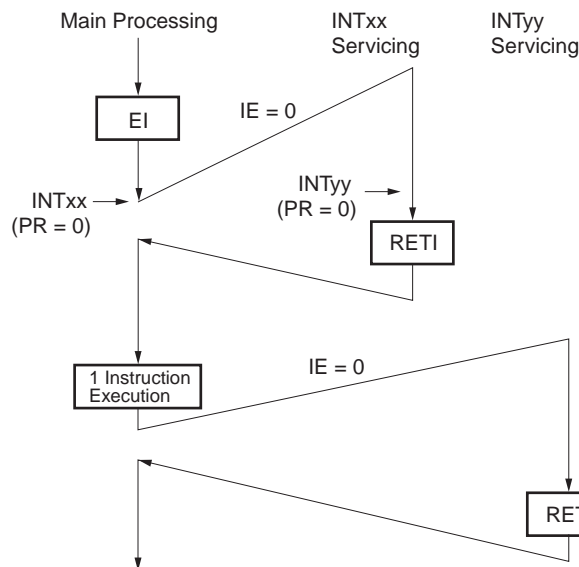 Main Processing
INTxx
Servicing
INTyy
Servicing
EI
IE = 0
INTxx
(PR = 0)
INTyy
(PR = 0)
RETI
1 Instruction
Execution
IE = 0